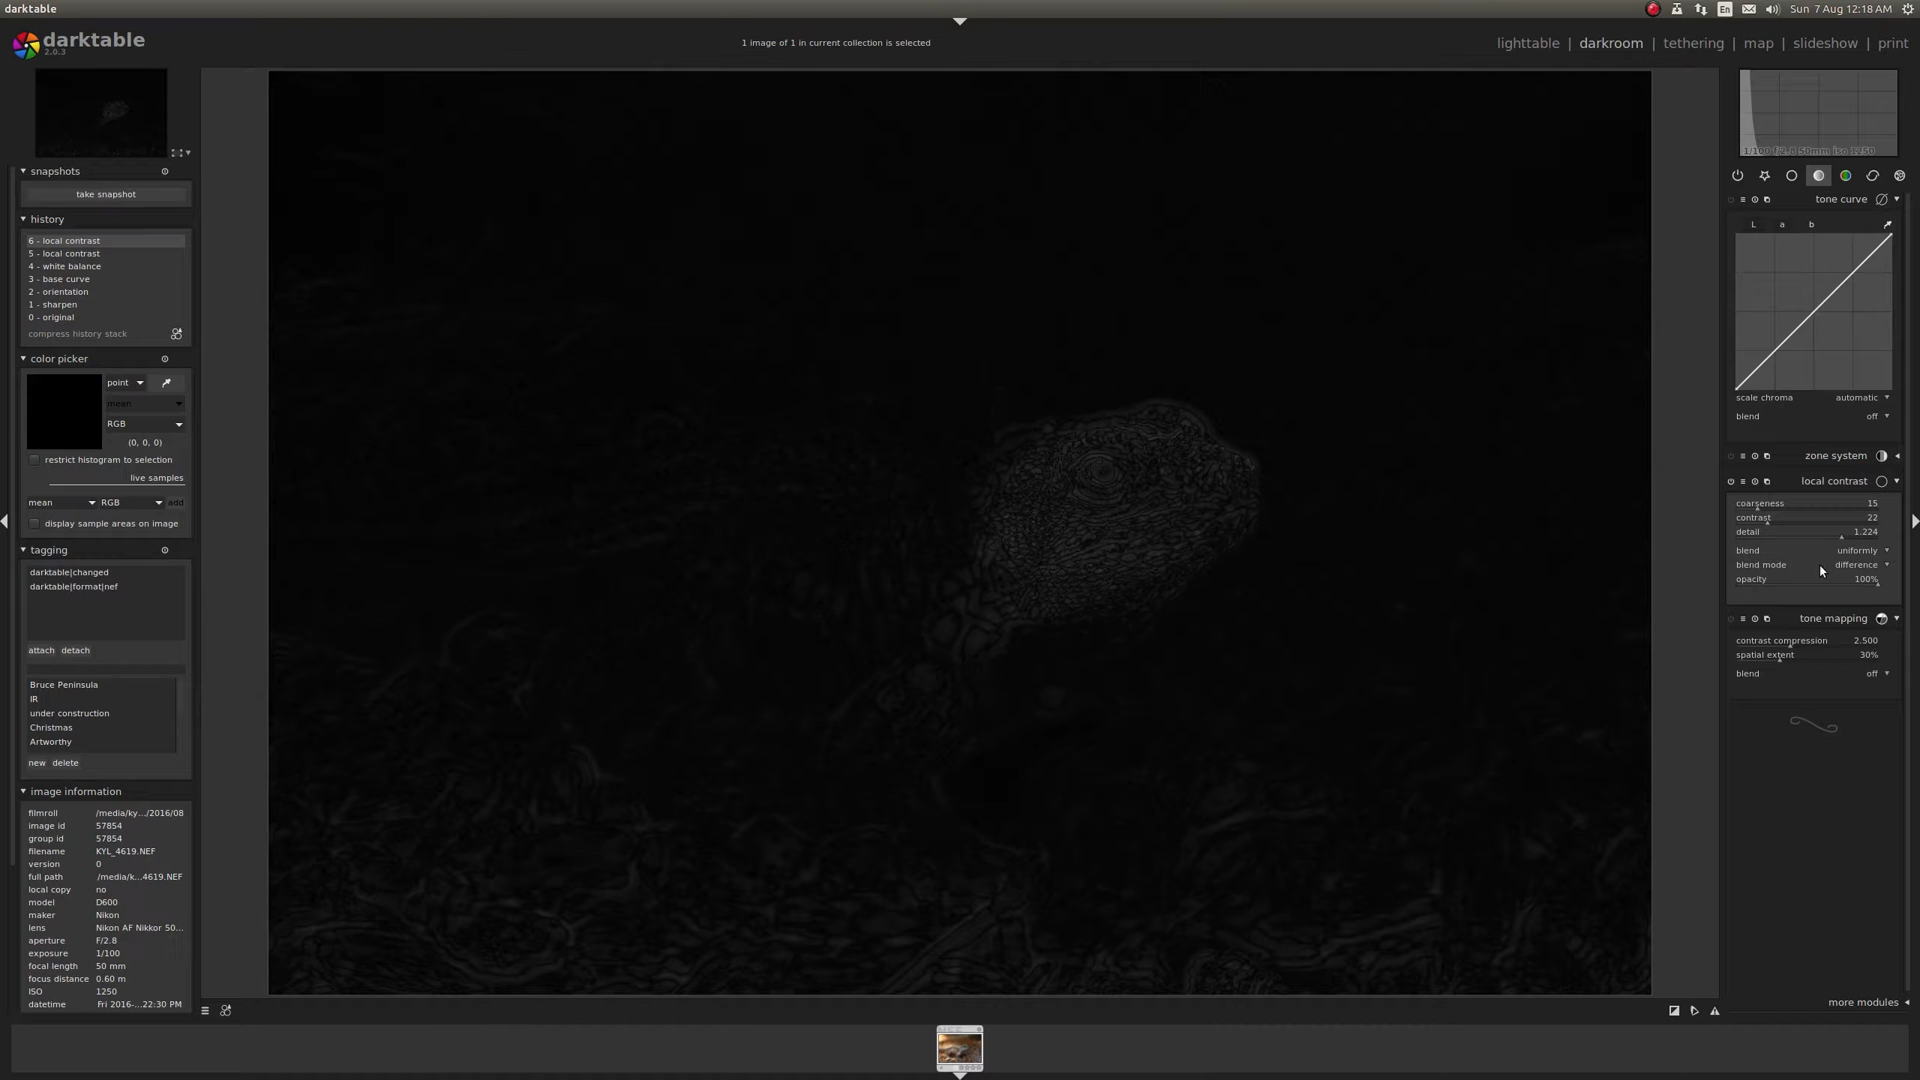 darktable
En
Sun 7 Aug 12:18 AM
darktable
2.0.3
1 image of 1 in current collection is selected
lighttable | darkroom | tethering | map | slideshow | print
1/100 f/2.8 50mm iso 1250
snapshots
take snapshot
history
6 - local contrast
5 - local contrast
4 - white balance
3 - base curve
2 - orientation
1 - sharpen
0 - original
compress history stack
color picker
point
mean
RGB
(0, 0, 0)
restrict histogram to selection
live samples
mean RGB add
display sample areas on image
tagging
darktable|changed
darktable|format|nef
attach detach
Bruce Peninsula
IR
under construction
Christmas
Artworthy
new delete
image information
filmroll /media/ky.../2016/08
image id 57854
group id 57854
filename KYL_4619.NEF
version 0
full path /media/k...4619.NEF
local copy no
model D600
maker Nikon
lens Nikon AF Nikkor 50...
aperture F/2.8
exposure 1/100
focal length 50 mm
focus distance 0.60 m
ISO 1250
datetime Fri 2016-...22:30 PM
tone curve
L a b
scale chroma automatic
blend off
zone system
local contrast
coarseness 15
contrast 22
detail 1.224
blend uniformly
blend mode difference
opacity 100%
tone mapping
contrast compression 2.500
spatial extent 30%
blend off
more modules